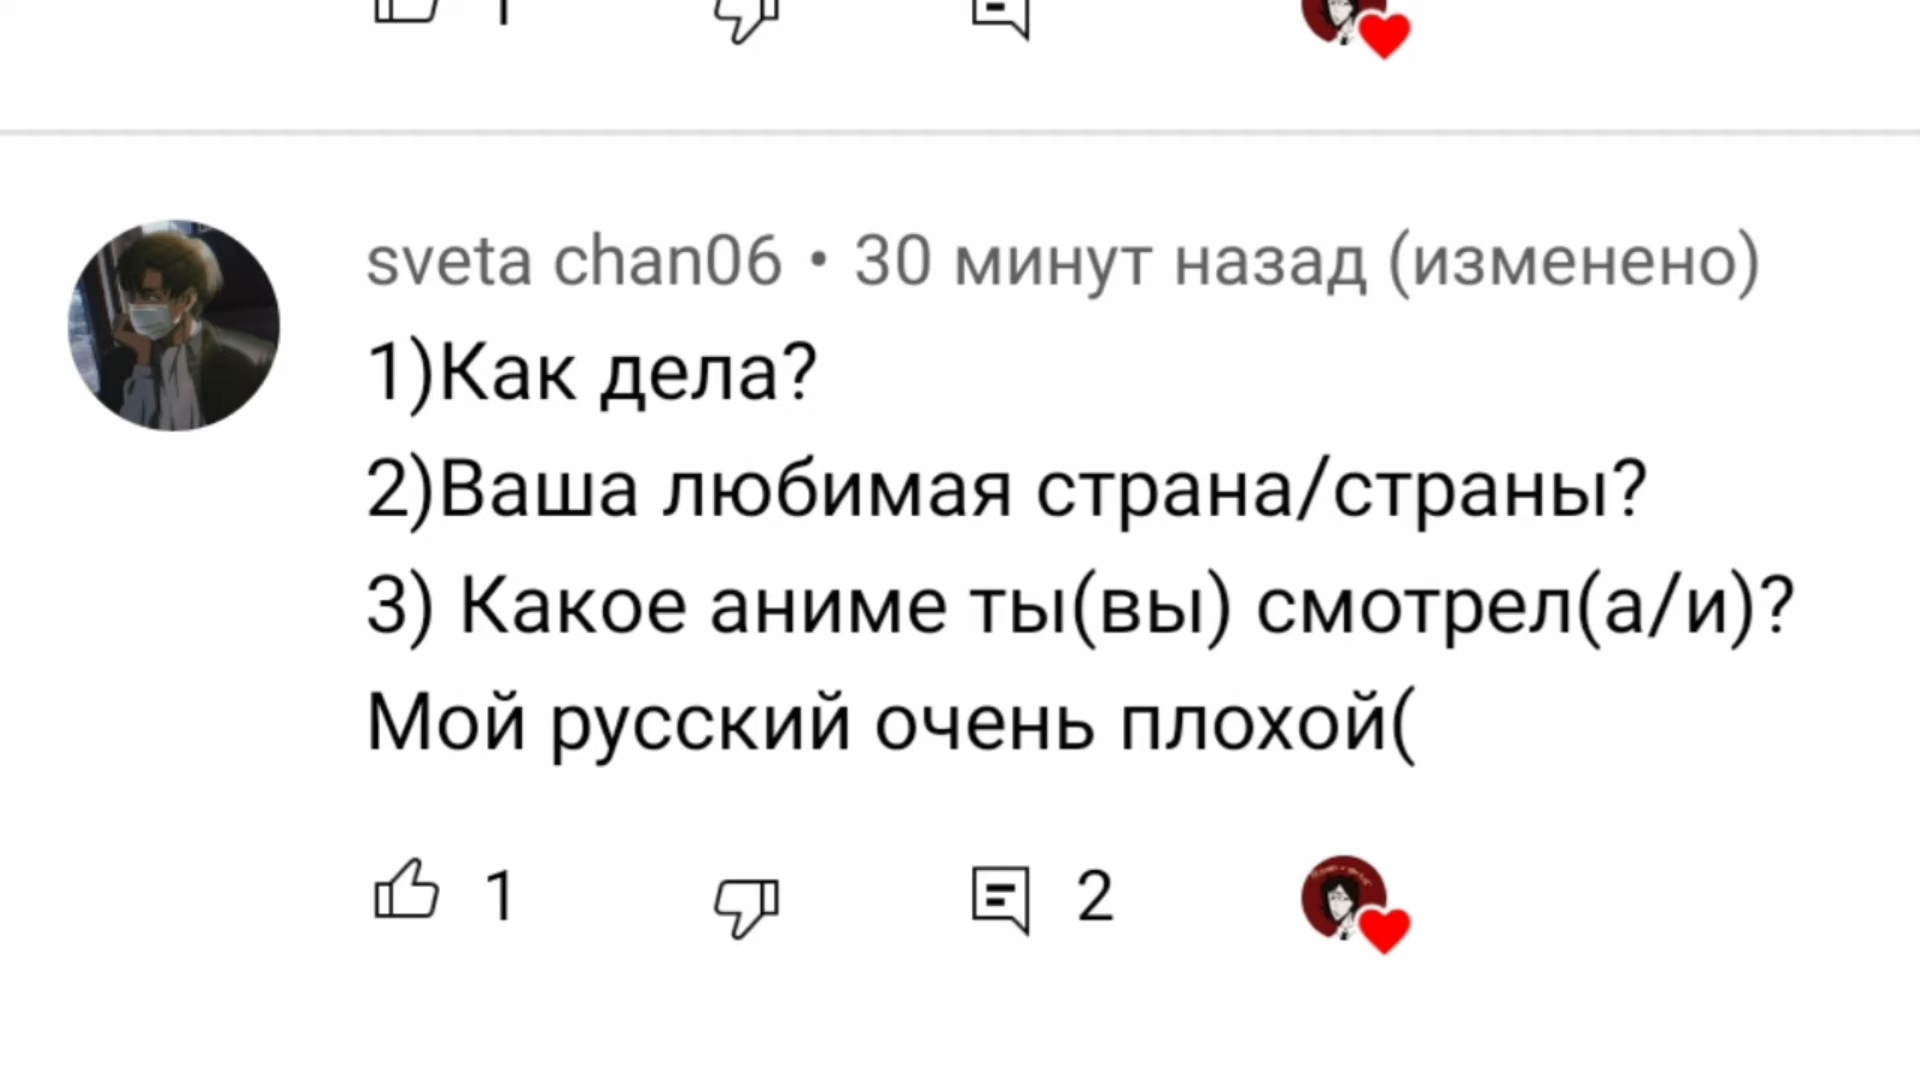 sveta chan06 • 30 минут назад (изменено)
1)Как дела?
2)Ваша любимая страна/страны?
3) Какое аниме ты(вы) смотрел(а/и)?
Мой русский очень плохой(
1
2